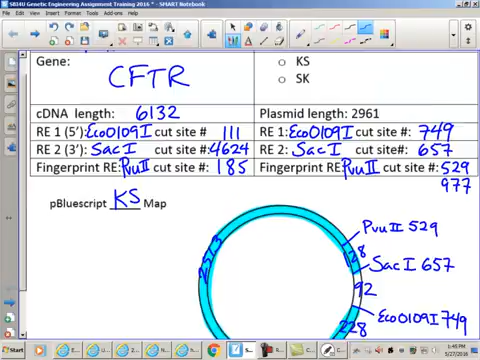 SBI4U Genetic Engineering Assignment Training 2016 * - SMART Notebook
File Edit View Insert Format Tools Add-ons Help
Gene:
CFTR
KS
SK
cDNA length: 6132
Plasmid length: 2961
RE 1 (5'): EcoO109I cut site # 111
RE 1: EcoO109I cut site#: 749
RE 2 (3'): SacI cut site #: 4624
RE 2: SacI cut site#: 657
Fingerprint RE: PvuII cut site # 185
Fingerprint RE: PvuII cut site #: 529
977
pBluescript KS Map
PvuII 529
128
SacI 657
92
EcoO109I 749
228
2513
1:45 PM
5/27/2016